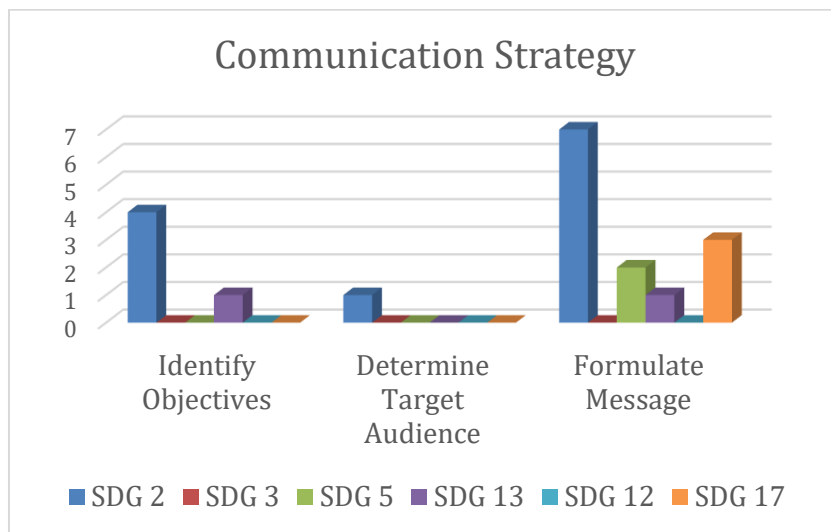 Communication Strategy
7
6
5
4
3
2
1
0
Identify
Objectives
Determine
Target
Audience
Formulate
Message
SDG 2 SDG 3 SDG 5 SDG 13 SDG 12 SDG 17